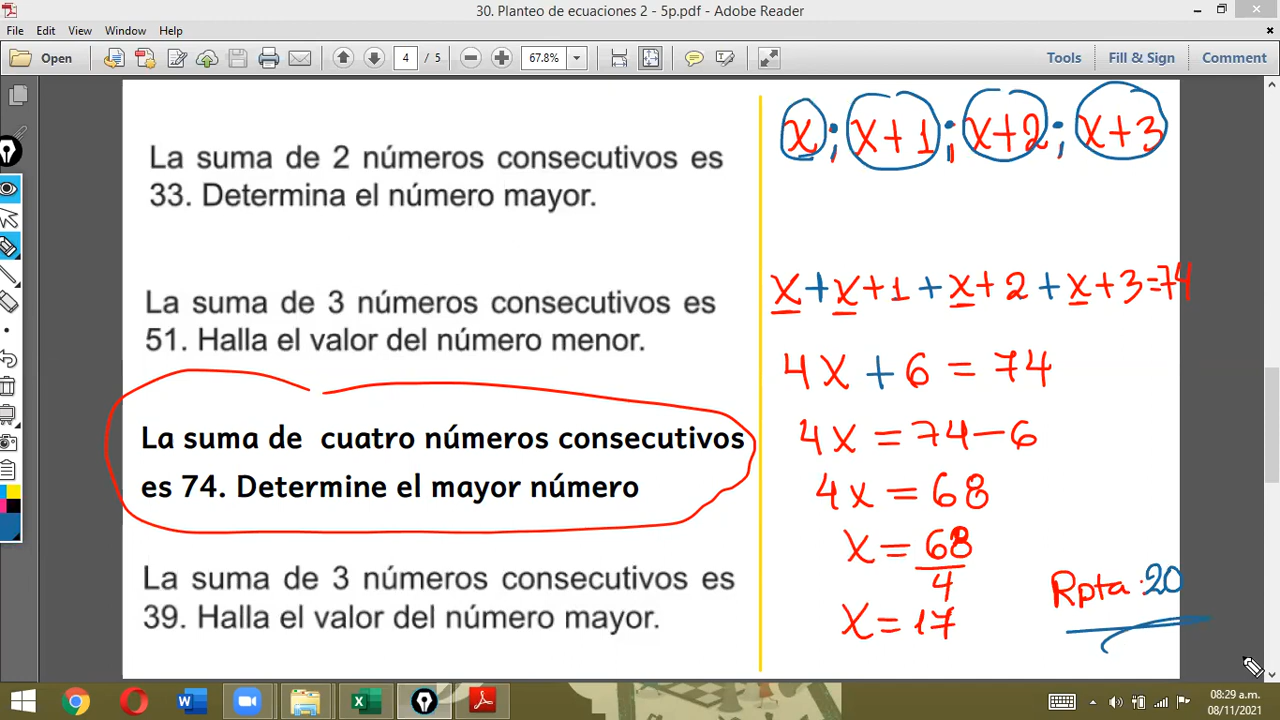 30. Planteo de ecuaciones 2 - 5p.pdf - Adobe Reader
File Edit View Window Help
Open 4 / 5 67.8% Tools Fill & Sign Comment
La suma de 2 números consecutivos es
33. Determina el número mayor.
La suma de 3 números consecutivos es
51. Halla el valor del número menor.
La suma de cuatro números consecutivos
es 74. Determine el mayor número
La suma de 3 números consecutivos es
39. Halla el valor del número mayor.
x ; x+1 ; x+2 ; x+3
x+x+1+x+2+x+3=74
4x + 6 = 74
4x = 74-6
4x = 68
x = 68
4
x = 17
Rpta: 20
08:29 a.m.
08/11/2021